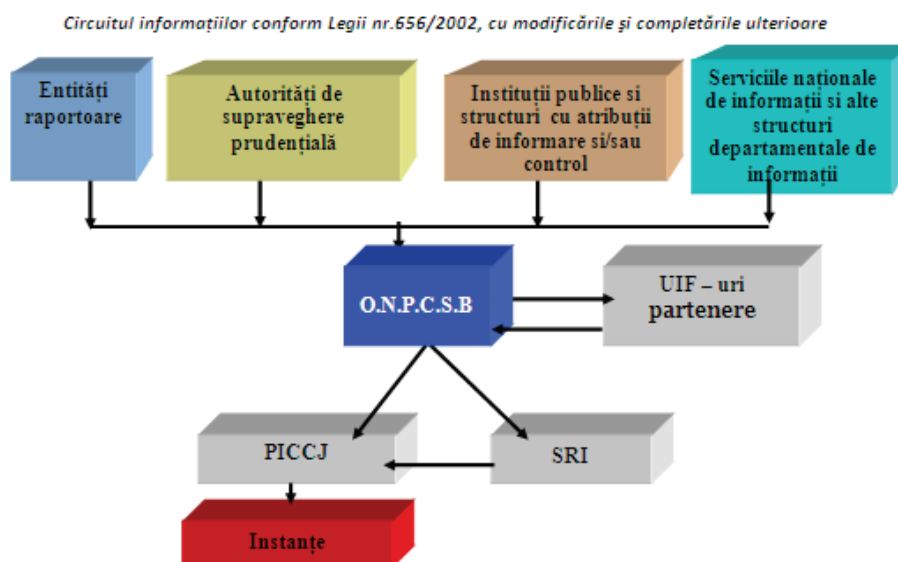 Circuitul informațiilor conform Legii nr.656/2002, cu modificările și completările ulterioare
Entități
raportoare
Autorități de
supraveghere
prudențială
Instituții publice si
structuri cu atribuții
de informare si/sau
control
Serviciile naționale
de informații si alte
structuri
departamentale de
informații
O.N.P.C.S.B
UIF – uri
partenere
PICCJ
SRI
Instanțe